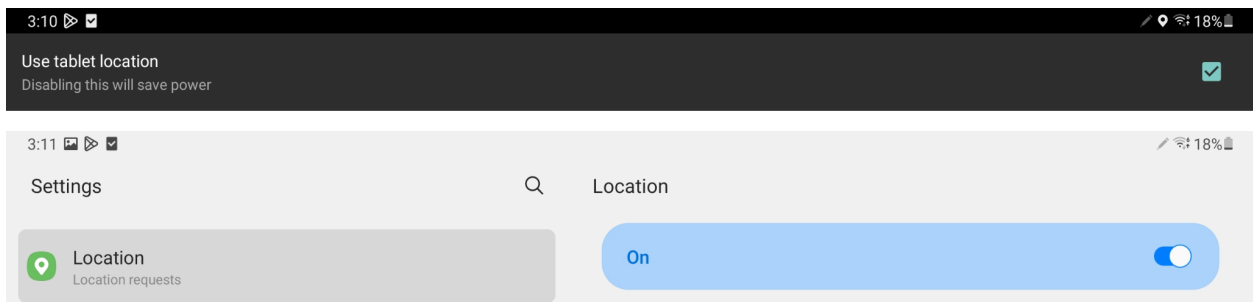 3:10 18%
Use tablet location
Disabling this will save power
3:11 18%
Settings Location
Location On
Location requests